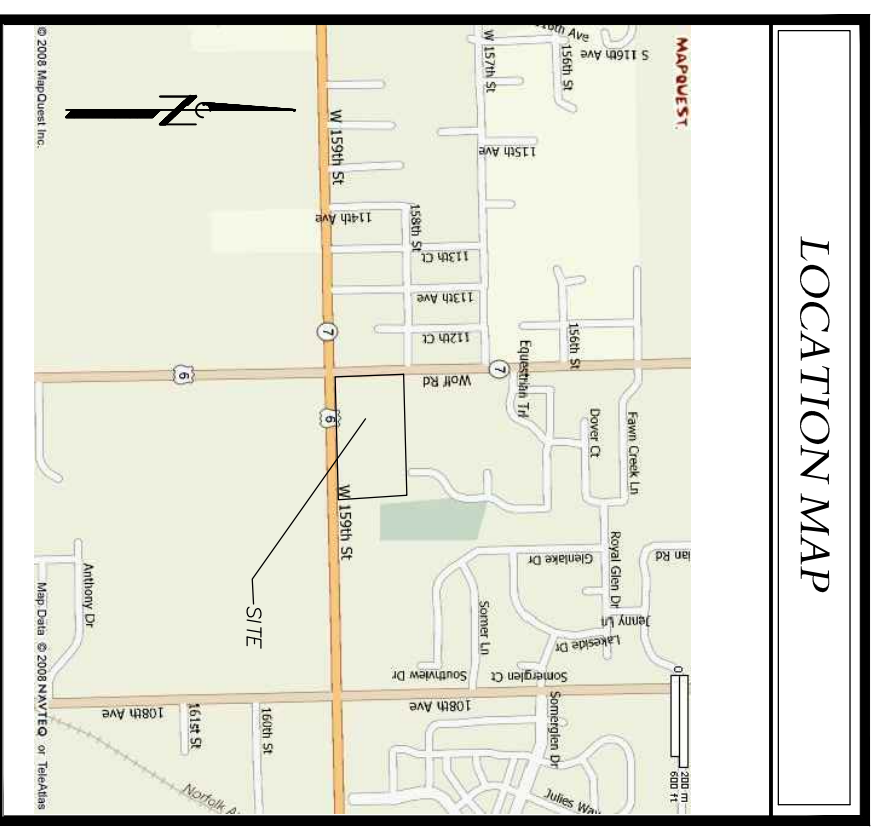 LOCATION MAP
MAPQUEST.
0
200 m
600 ft
S 116th Ave
156th St
W 157th St
115th Ave
W 159th St
114th Ave
158th St
113th Ct
113th Ave
112th Ct
156th St
7
7
Wolf Rd
6
6
Equestrian Trl
Dover Ct
Fawn Creek Ln
W 159th St
SITE
Royal Glen Dr
Glenlake Dr
Jenny Ln
Lakeside Dr
Somer Ln
Southview Dr
Somerglen Ct
Somerglen Dr
Anthony Dr
108th Ave
108th Ave
161st St
160th St
Julies Way
© 2008 MapQuest Inc.
Map Data © 2008 NAVTEQ or TeleAtlas